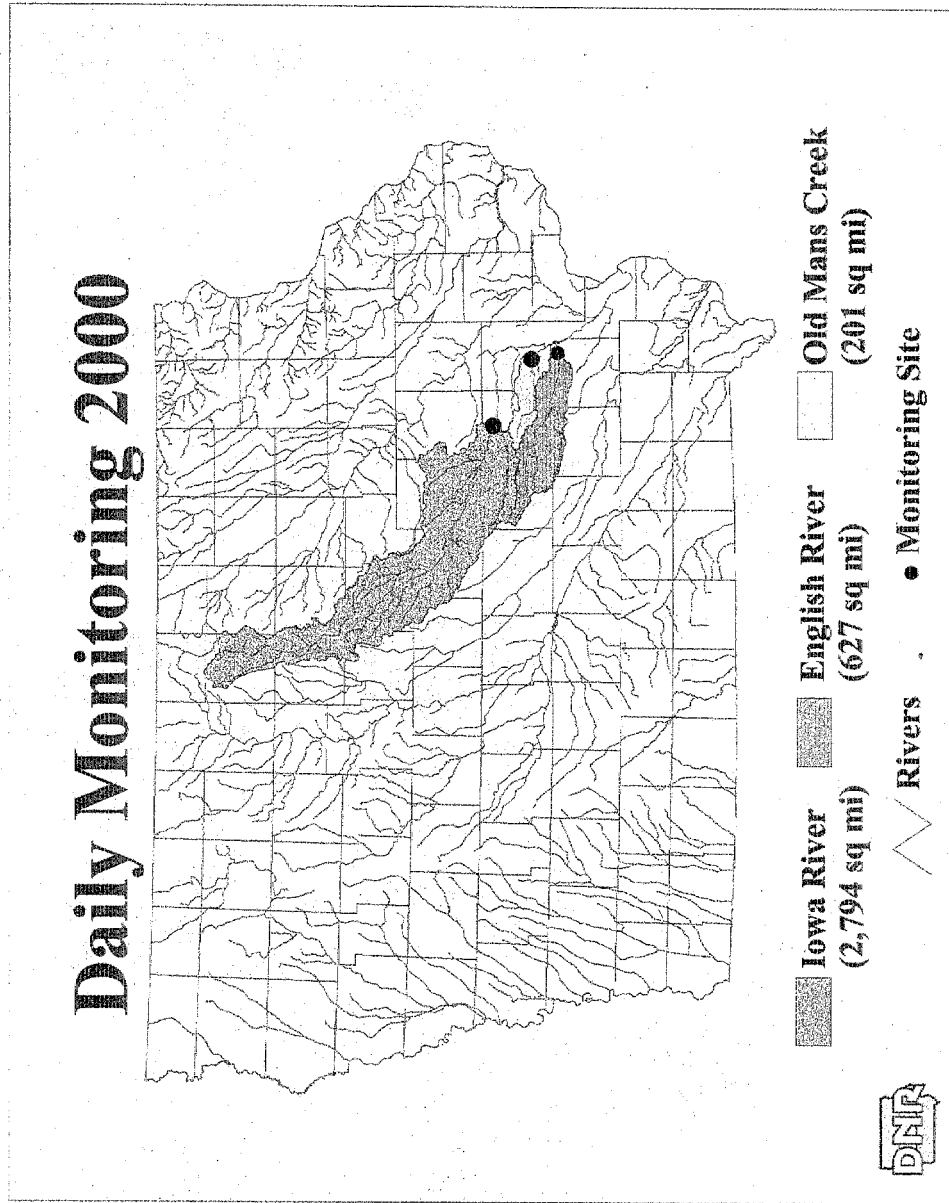 Daily Monitoring 2000
Iowa River
(2,794 sq mi)
English River
(627 sq mi)
Old Mans Creek
(201 sq mi)
Rivers
Monitoring Site
DNR